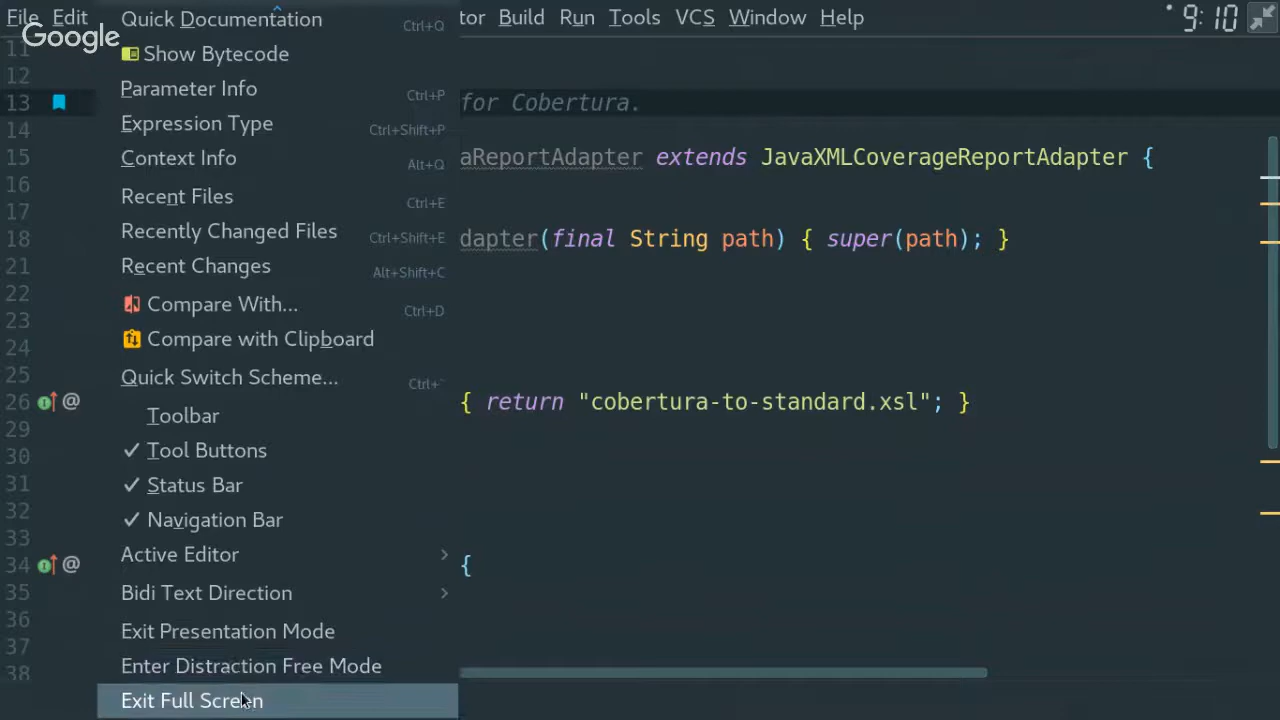 File Edit
tor Build Run Tools VCS Window Help
9:10
Google
Quick Documentation Ctrl+Q
Show Bytecode
Parameter Info Ctrl+P
Expression Type Ctrl+Shift+P
Context Info Alt+Q
Recent Files Ctrl+E
Recently Changed Files Ctrl+Shift+E
Recent Changes Alt+Shift+C
Compare With... Ctrl+D
Compare with Clipboard
Quick Switch Scheme... Ctrl+`
Toolbar
✓ Tool Buttons
✓ Status Bar
✓ Navigation Bar
Active Editor
Bidi Text Direction
Exit Presentation Mode
Enter Distraction Free Mode
Exit Full Screen
11
12
13 for Cobertura.
14
15 aReportAdapter extends JavaXMLCoverageReportAdapter {
16
17
18 dapter(final String path) { super(path); }
21
22
23
24
25
26 @ { return "cobertura-to-standard.xsl"; }
29
30
31
32
33
34 @ {
35
36
37
38